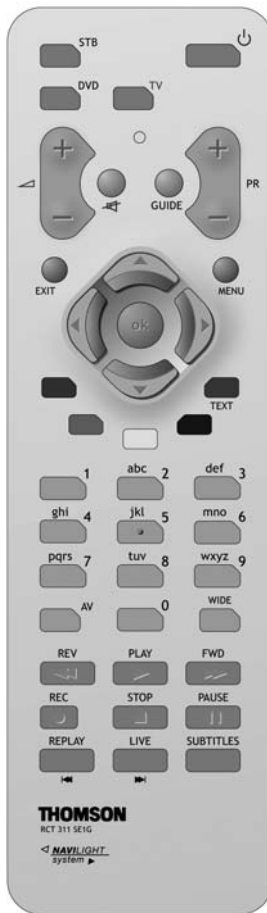 STB
DVD TV
PR
GUIDE
EXIT MENU
ok
TEXT
1 abc 2 def 3
ghi 4 jkl 5 mno 6
pqrs 7 tuv 8 wxyz 9
AV 0 WIDE
REV PLAY FWD
REC STOP PAUSE
REPLAY LIVE SUBTITLES
THOMSON
RCT 311 SE1G
NAVILIGHT
system